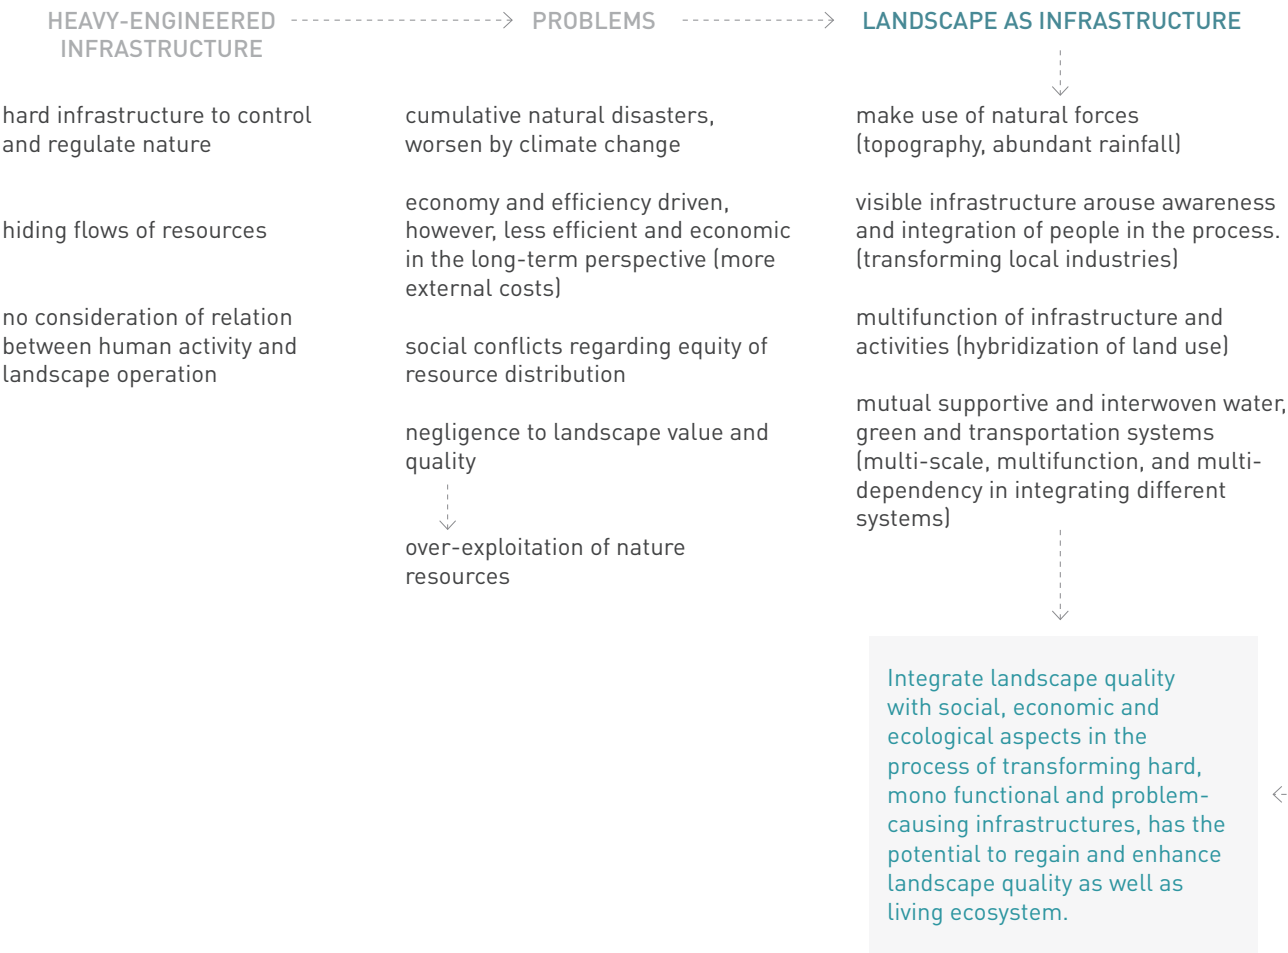 HEAVY-ENGINEERED
INFRASTRUCTURE
PROBLEMS
LANDSCAPE AS INFRASTRUCTURE
hard infrastructure to control
and regulate nature
hiding flows of resources
no consideration of relation
between human activity and
landscape operation
cumulative natural disasters,
worsen by climate change
economy and efficiency driven,
however, less efficient and economic
in the long-term perspective (more
external costs)
social conflicts regarding equity of
resource distribution
negligence to landscape value and
quality
over-exploitation of nature
resources
make use of natural forces
(topography, abundant rainfall)
visible infrastructure arouse awareness
and integration of people in the process.
(transforming local industries)
multifunction of infrastructure and
activities (hybridization of land use)
mutual supportive and interwoven water,
green and transportation systems
(multi-scale, multifunction, and multi-
dependency in integrating different
systems)
Integrate landscape quality
with social, economic and
ecological aspects in the
process of transforming hard,
mono functional and problem-
causing infrastructures, has the
potential to regain and enhance
landscape quality as well as
living ecosystem.